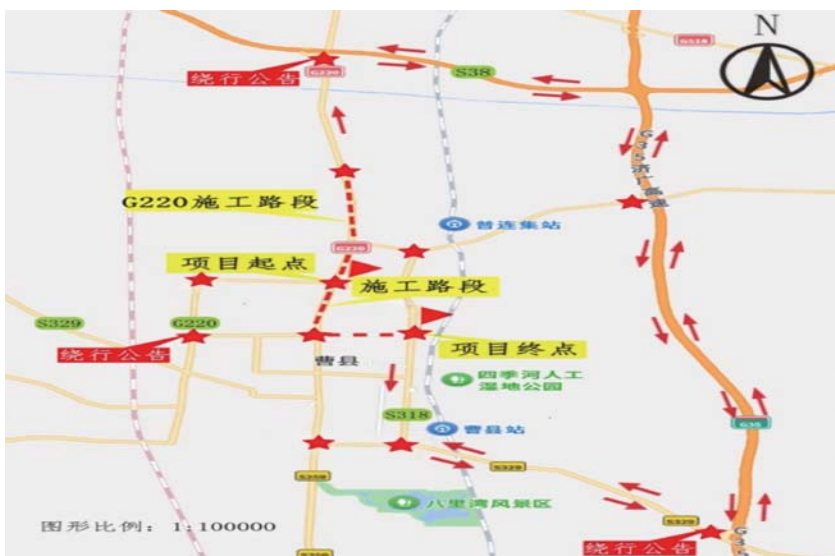 N
绕行公告
G220
S38
G518
G35济广高速
G220施工路段
普连集站
G220
项目起点
施工路段
S329
G220
绕行公告
项目终点
曹县
四季河人工
湿地公园
S318
曹县站
G35
S329
S259
图形比例: 1:100000
八里湾风景区
S329
绕行公告
G3